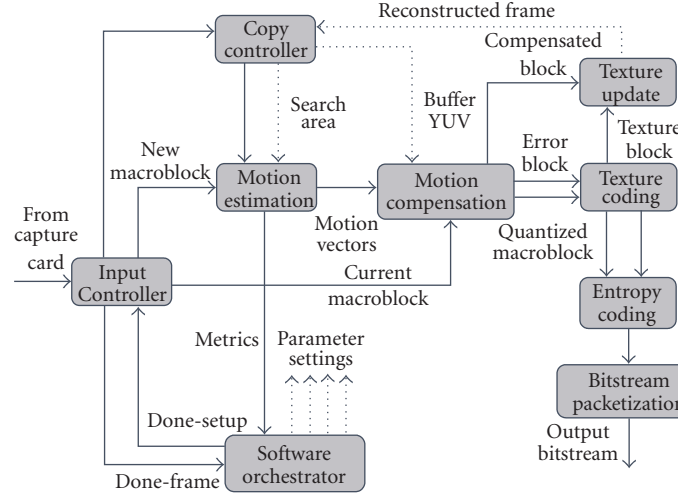 Reconstructed frame
Copy
controller
Compensated
block
Texture
update
Search
area
Buffer
YUV
New
macroblock
Motion
estimation
Motion
compensation
Error
block
Texture
block
Texture
coding
From
capture
card
Motion
vectors
Quantized
macroblock
Input
Controller
Current
macroblock
Entropy
coding
Metrics
Parameter
settings
Bitstream
packetization
Done-setup
Software
orchestrator
Output
bitstream
Done-frame